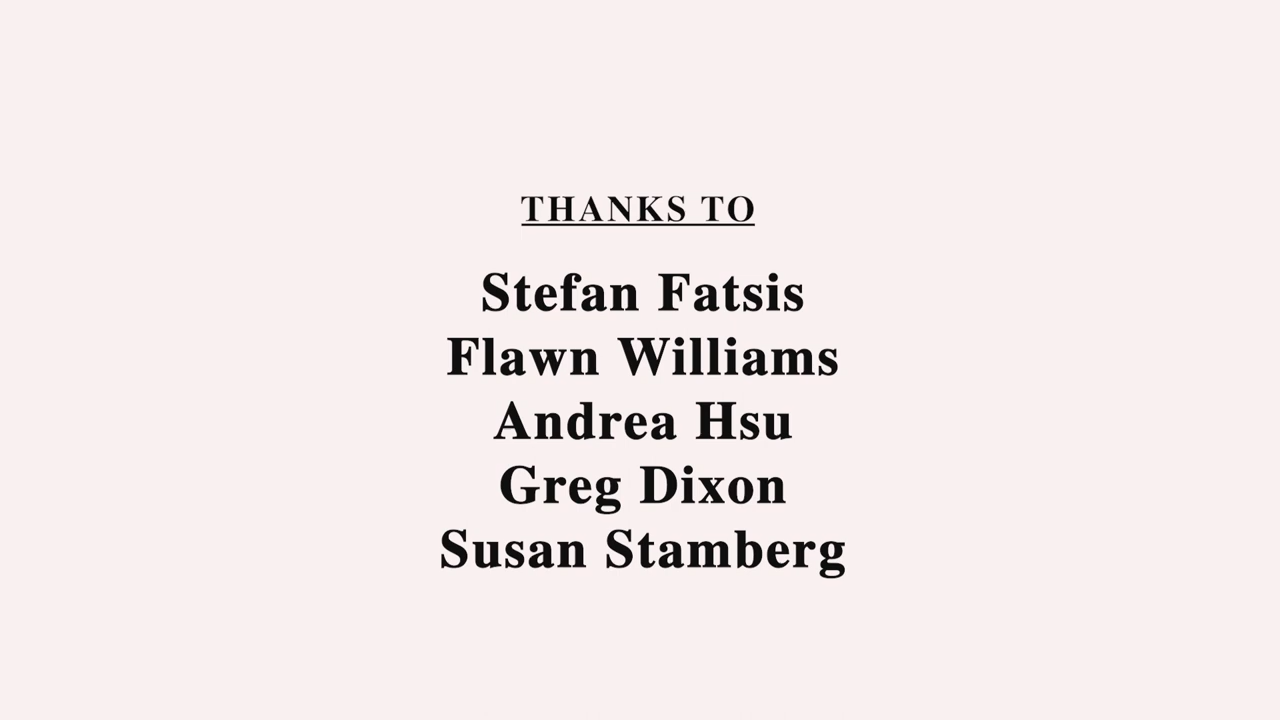 THANKS TO
Stefan Fatsis
Flawn Williams
Andrea Hsu
Greg Dixon
Susan Stamberg